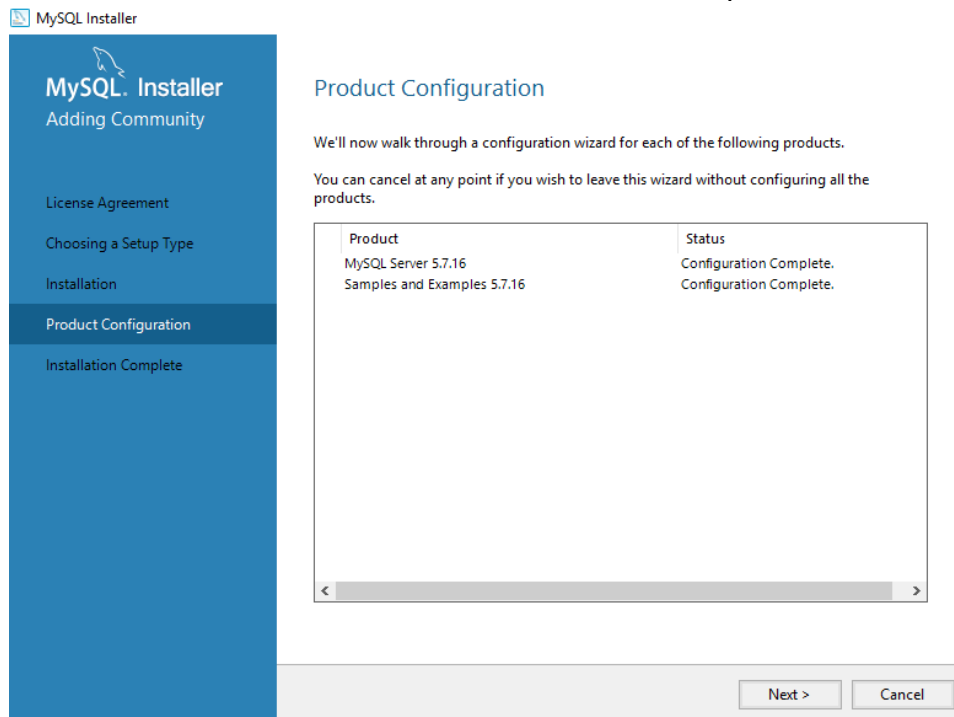 MySQL Installer
MySQL. Installer
Adding Community
License Agreement
Choosing a Setup Type
Installation
Product Configuration
Installation Complete
Product Configuration
We'll now walk through a configuration wizard for each of the following products.
You can cancel at any point if you wish to leave this wizard without configuring all the
products.
Product Status
MySQL Server 5.7.16 Configuration Complete.
Samples and Examples 5.7.16 Configuration Complete.
Next > Cancel